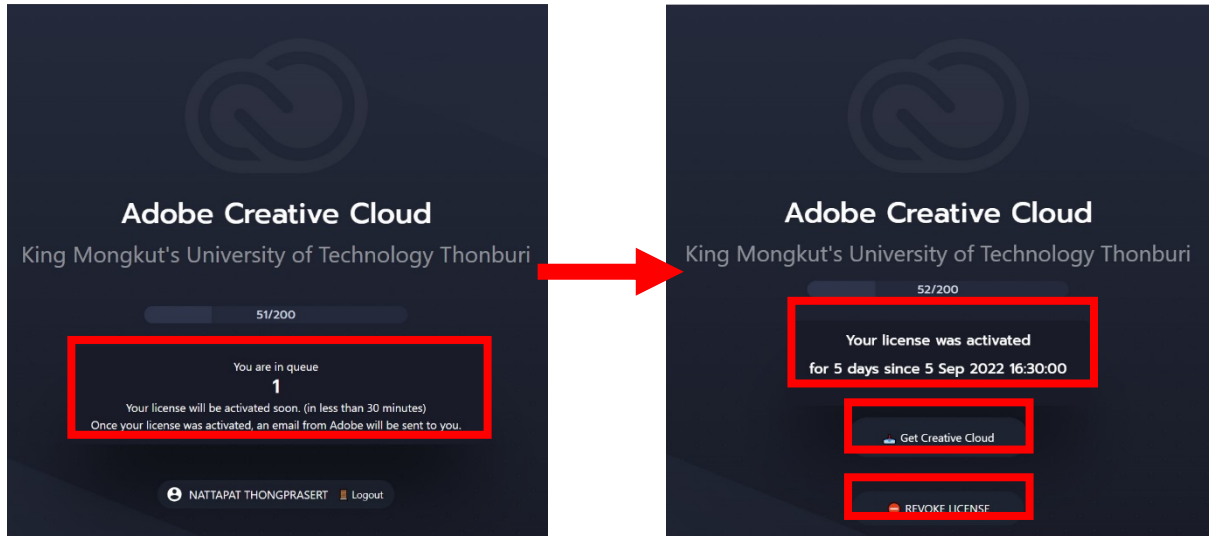 Adobe Creative Cloud
King Mongkut's University of Technology Thonburi
51/200
You are in queue
1
Your license will be activated soon. (in less than 30 minutes)
Once your license was activated, an email from Adobe will be sent to you.
NATTAPAT THONGPRASERT Logout
Adobe Creative Cloud
King Mongkut's University of Technology Thonburi
52/200
Your license was activated
for 5 days since 5 Sep 2022 16:30:00
Get Creative Cloud
REVOKE LICENSE